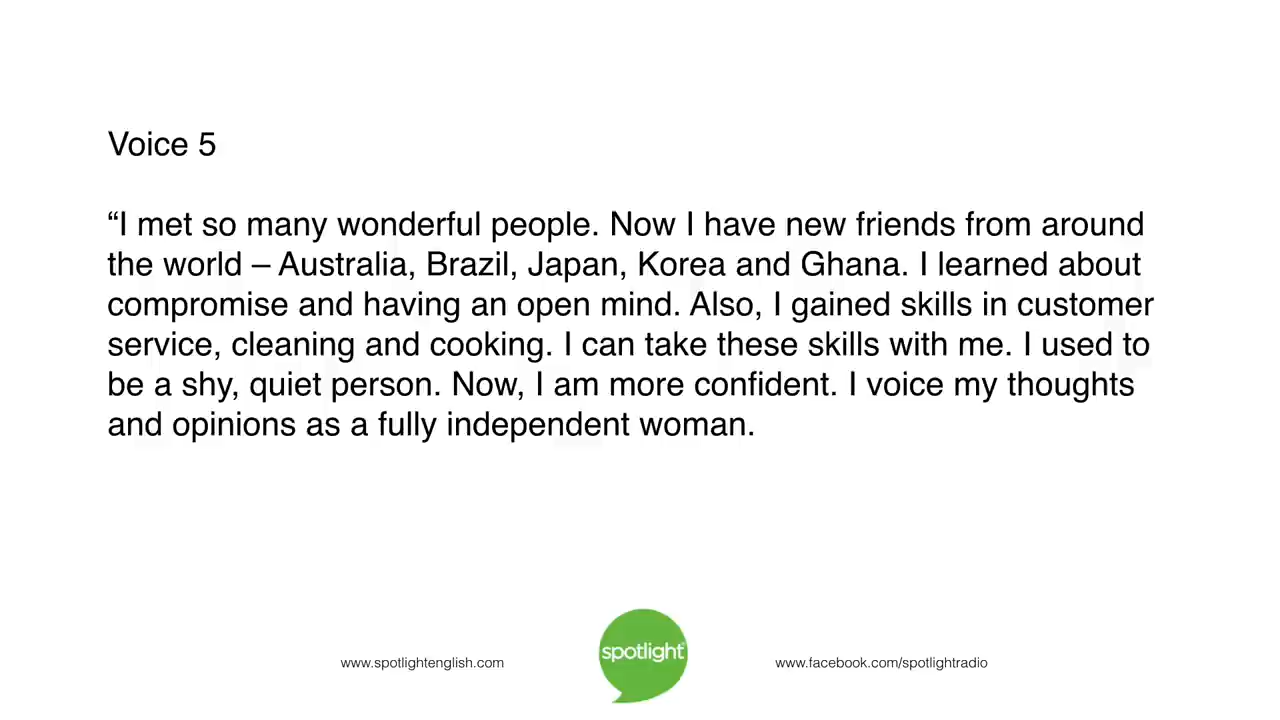 Voice 5
“I met so many wonderful people. Now I have new friends from around
the world – Australia, Brazil, Japan, Korea and Ghana. I learned about
compromise and having an open mind. Also, I gained skills in customer
service, cleaning and cooking. I can take these skills with me. I used to
be a shy, quiet person. Now, I am more confident. I voice my thoughts
and opinions as a fully independent woman.
www.spotlightenglish.com
spotlight
www.facebook.com/spotlightradio